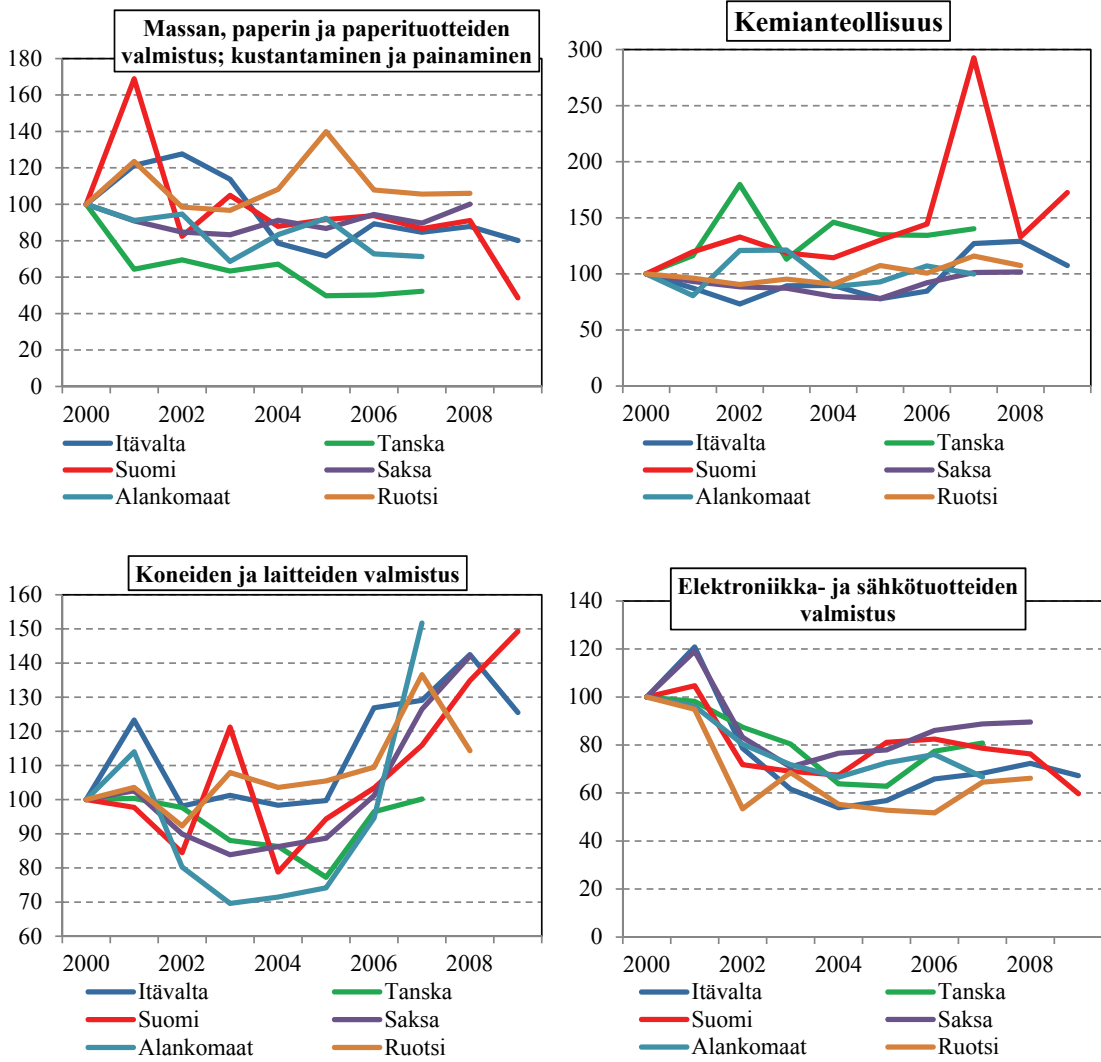 Massan, paperin ja paperituotteiden
valmistus; kustantaminen ja painaminen
180
160
140
120
100
80
60
40
20
0
2000 2002 2004 2006 2008
Itävalta Tanska
Suomi Saksa
Alankomaat Ruotsi
Kemianteollisuus
300
250
200
150
100
50
0
2000 2002 2004 2006 2008
Itävalta Tanska
Suomi Saksa
Alankomaat Ruotsi
Koneiden ja laitteiden valmistus
160
150
140
130
120
110
100
90
80
70
60
2000 2002 2004 2006 2008
Itävalta Tanska
Suomi Saksa
Alankomaat Ruotsi
Elektroniikka- ja sähkötuotteiden
valmistus
140
120
100
80
60
40
20
0
2000 2002 2004 2006 2008
Itävalta Tanska
Suomi Saksa
Alankomaat Ruotsi